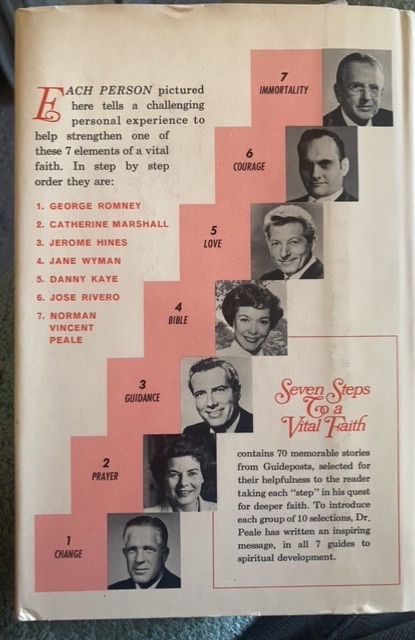 EACH PERSON pictured
here tells a challenging
personal experience to
help strengthen one of
these 7 elements of a vital
faith. In step by step
order they are:
1. GEORGE ROMNEY
2. CATHERINE MARSHALL
3. JEROME HINES
4. JANE WYMAN
5. DANNY KAYE
6. JOSE RIVERO
7. NORMAN
VINCENT
PEALE
7
IMMORTALITY
6
COURAGE
5
LOVE
4
BIBLE
3
GUIDANCE
2
PRAYER
1
CHANGE
Seven Steps
To a
Vital Faith
contains 70 memorable stories
from Guideposts, selected for
their helpfulness to the reader
taking each "step" in his quest
for deeper faith. To introduce
each group of 10 selections, Dr.
Peale has written an inspiring
message, in all 7 guides to
spiritual development.